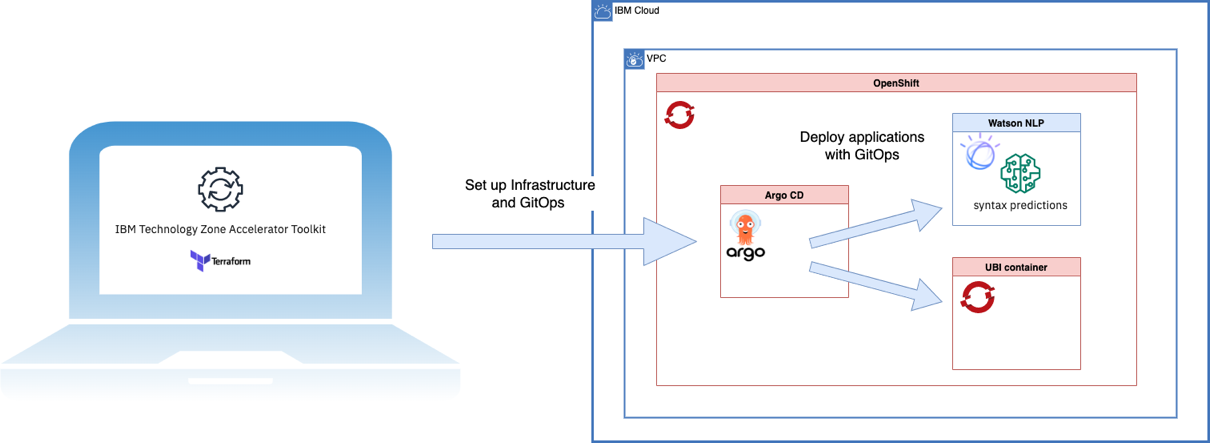 IBM Cloud
VPC
OpenShift
IBM Technology Zone Accelerator Toolkit
Terraform
Set up Infrastructure
and GitOps
Argo CD
argo
Deploy applications
with GitOps
Watson NLP
syntax predictions
UBI container